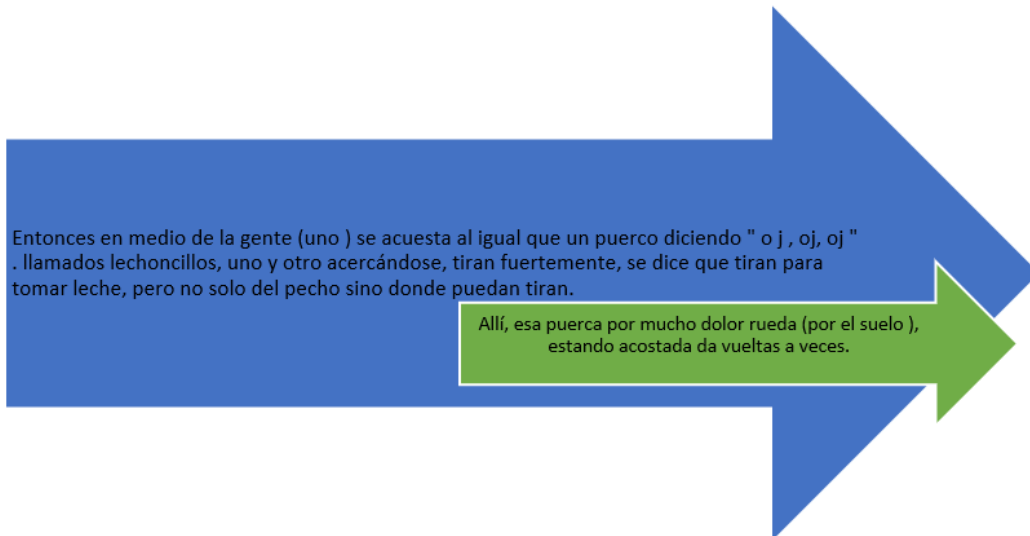 Entonces en medio de la gente (uno ) se acuesta al igual que un puerco diciendo " o j , oj, oj "
. llamados lechoncillos, uno y otro acercándose, tiran fuertemente, se dice que tiran para
tomar leche, pero no solo del pecho sino donde puedan tiran.
Allí, esa puerca por mucho dolor rueda (por el suelo ),
estando acostada da vueltas a veces.